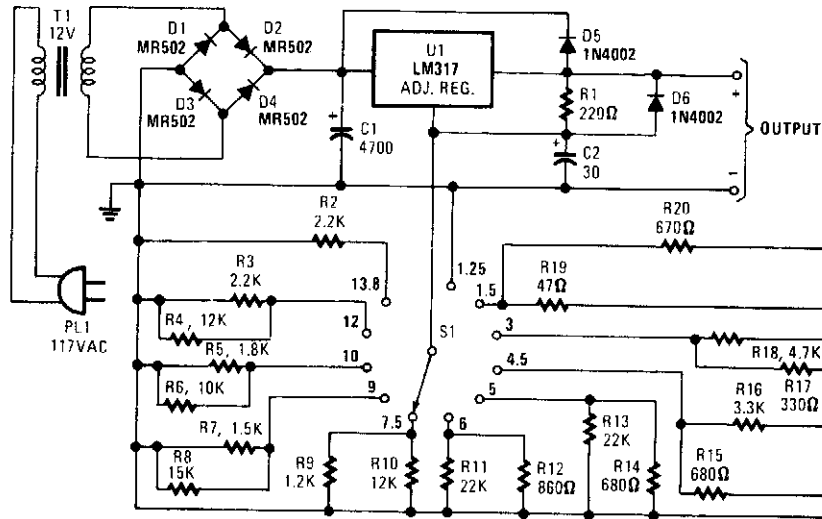 T1
12V
D1
MR502
D2
MR502
D3
MR502
D4
MR502
U1
LM317
ADJ. REG.
D5
1N4002
R1
220Ω
D6
1N4002
+
OUTPUT
-
+
C1
4700
+
C2
30
R2
2.2K
R20
670Ω
R3
2.2K
13.8
1.25
1.5
R19
47Ω
R4, 12K
12
S1
3
R5, 1.8K
10
R18, 4.7K
PL1
117VAC
R6, 10K
9
4.5
R17
330Ω
5
R16
3.3K
R7, 1.5K
7.5
6
R13
22K
R8
15K
R9
1.2K
R10
12K
R11
22K
R12
860Ω
R14
680Ω
R15
680Ω